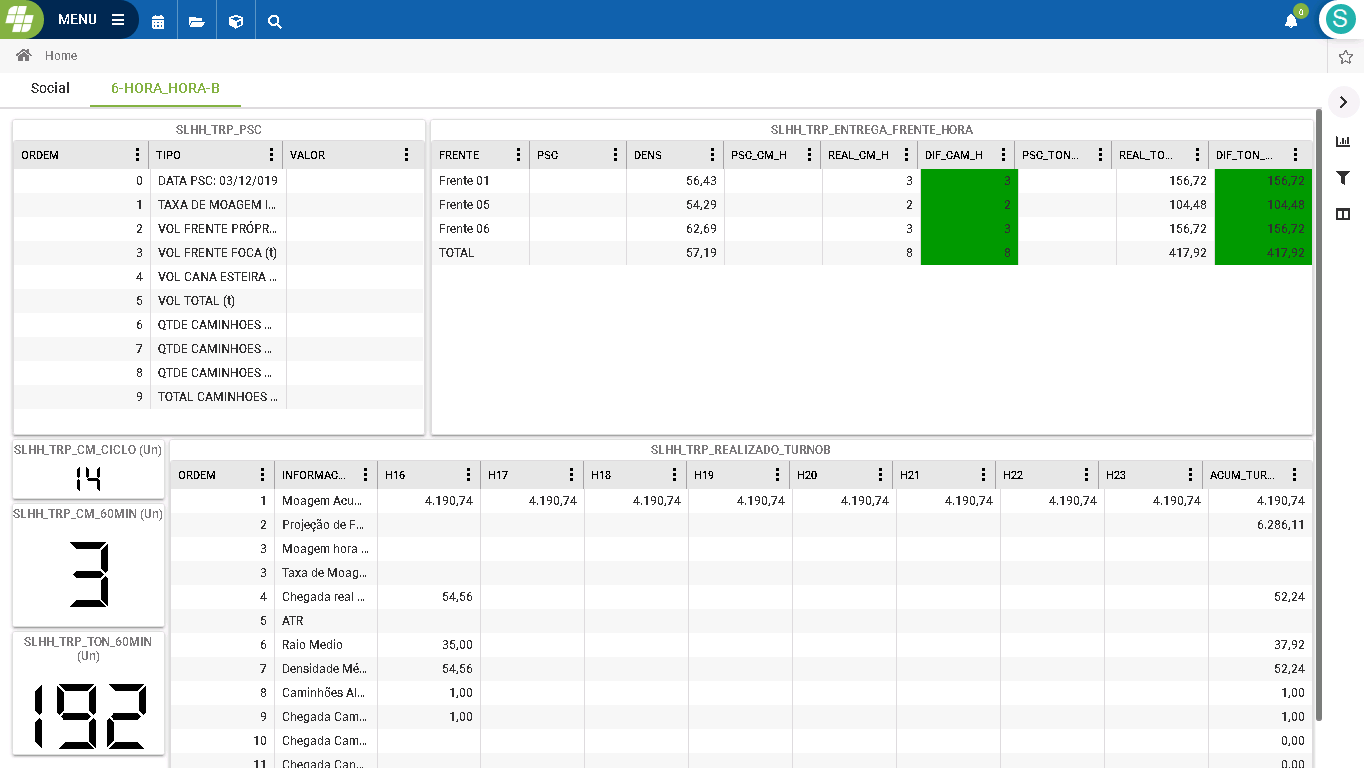 MENU
0
S
Home
Social 6-HORA_HORA-B
SLHH_TRP_PSC
ORDEM TIPO VALOR
0 DATA PSC: 03/12/019
1 TAXA DE MOAGEM I...
2 VOL FRENTE PRÓPR...
3 VOL FRENTE FOCA (t)
4 VOL CANA ESTEIRA ...
5 VOL TOTAL (t)
6 QTDE CAMINHOES ...
7 QTDE CAMINHOES ...
8 QTDE CAMINHOES ...
9 TOTAL CAMINHOES ...
SLHH_TRP_ENTREGA_FRENTE_HORA
FRENTE PSC DENS PSC_CM_H REAL_CM_H DIF_CAM_H PSC_TON... REAL_TO... DIF_TON_...
Frente 01 56,43 3 3 156,72 156,72
Frente 05 54,29 2 2 104,48 104,48
Frente 06 62,69 3 3 156,72 156,72
TOTAL 57,19 8 8 417,92 417,92
SLHH_TRP_CM_CICLO (Un)
14
SLHH_TRP_CM_60MIN (Un)
3
SLHH_TRP_TON_60MIN
(Un)
192
SLHH_TRP_REALIZADO_TURNOB
ORDEM INFORMAC... H16 H17 H18 H19 H20 H21 H22 H23 ACUM_TUR...
1 Moagem Acu... 4.190,74 4.190,74 4.190,74 4.190,74 4.190,74 4.190,74 4.190,74 4.190,74 4.190,74
2 Projeção de F... 6.286,11
3 Moagem hora ...
3 Taxa de Moag...
4 Chegada real ... 54,56 52,24
5 ATR
6 Raio Medio 35,00 37,92
7 Densidade Mé... 54,56 52,24
8 Caminhões Al... 1,00 1,00
9 Chegada Cam... 1,00 1,00
10 Chegada Cam... 0,00
11 Chegada Can... 0,00